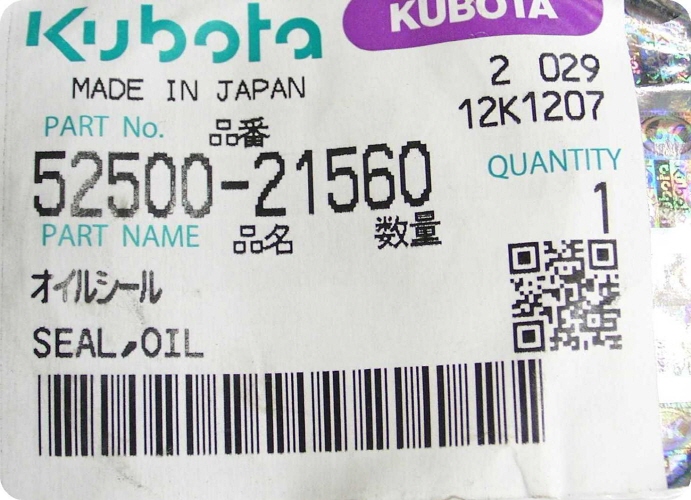 Kubota
KUBOTA
MADE IN JAPAN
2 029
12K1207
PART No. 品番
52500-21560
QUANTITY
1
PART NAME 品名 数量
オイルシール
SEAL,OIL